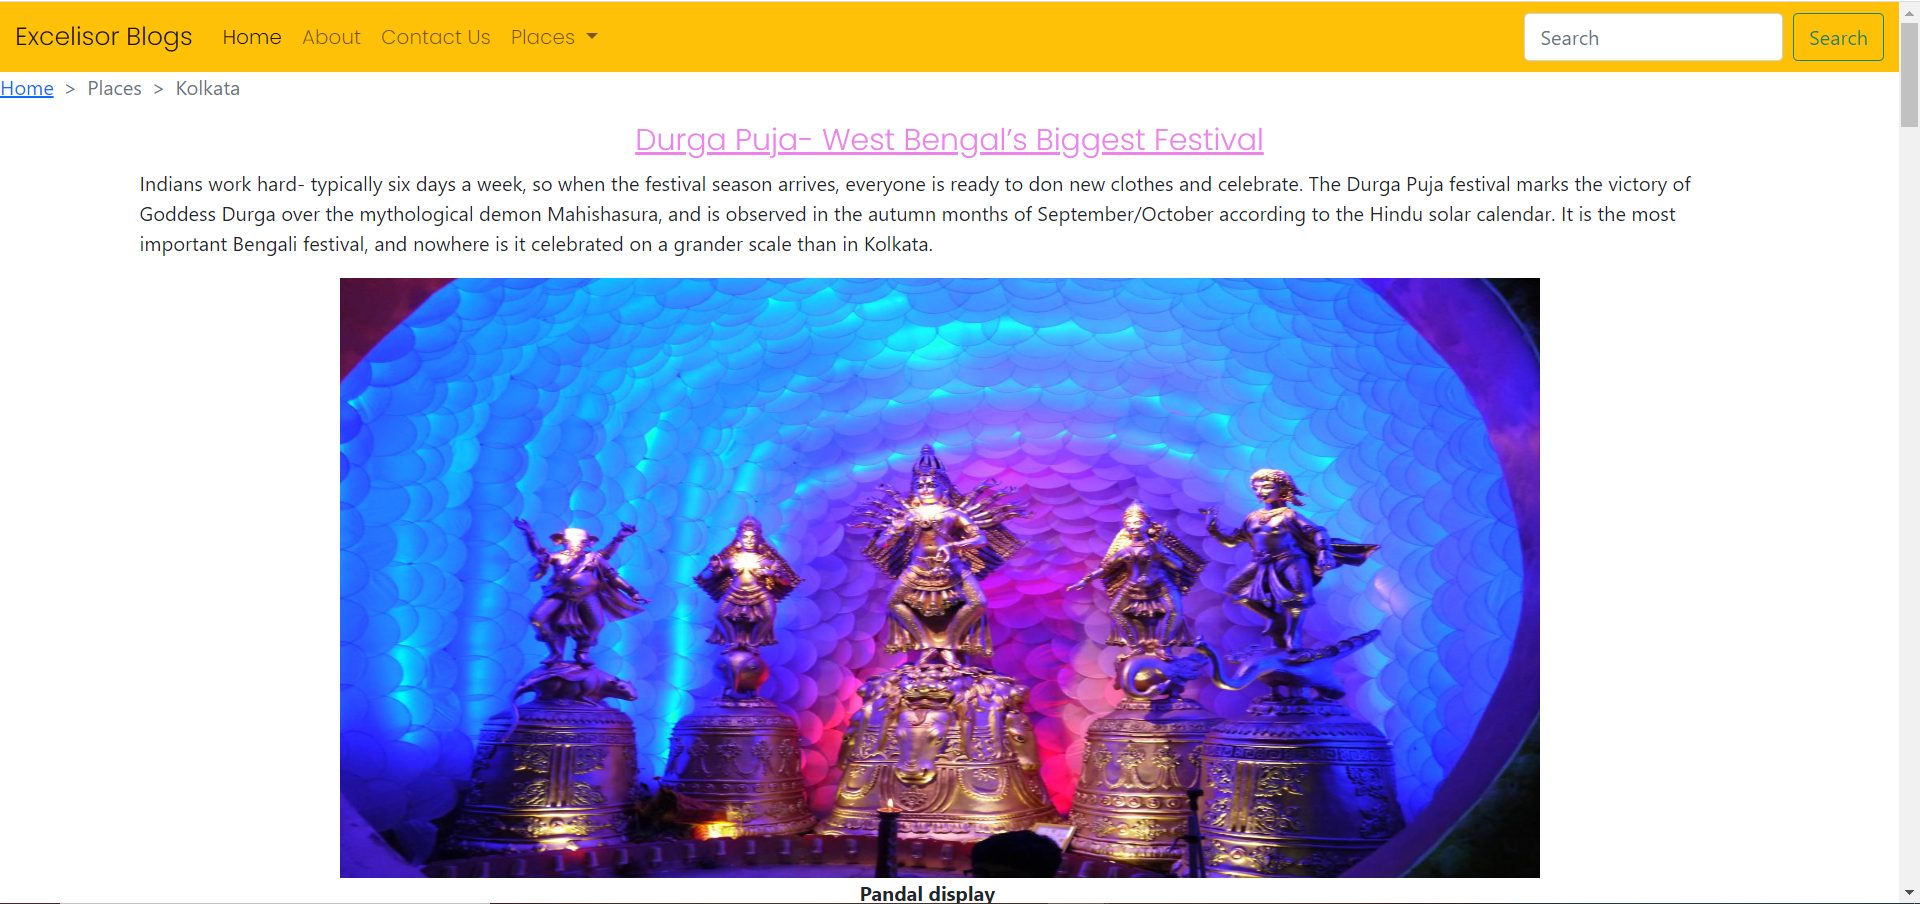 Excelisor Blogs Home About Contact Us Places Search Search
Home > Places > Kolkata
Durga Puja- West Bengal’s Biggest Festival
Indians work hard- typically six days a week, so when the festival season arrives, everyone is ready to don new clothes and celebrate. The Durga Puja festival marks the victory of
Goddess Durga over the mythological demon Mahishasura, and is observed in the autumn months of September/October according to the Hindu solar calendar. It is the most
important Bengali festival, and nowhere is it celebrated on a grander scale than in Kolkata.
Pandal display